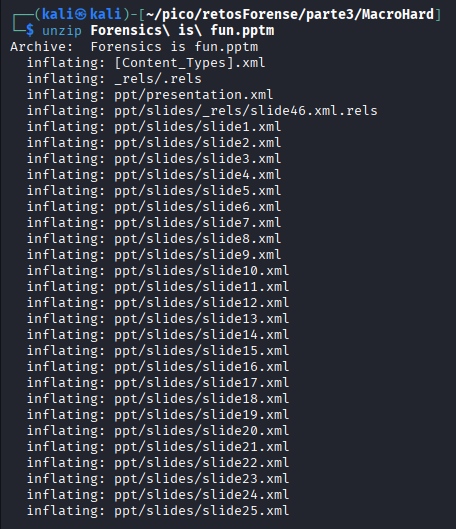 ┌──(kali㉿kali)-[~/pico/retosForense/parte3/MacroHard]
└─$ unzip Forensics\ is\ fun.pptm
Archive:  Forensics is fun.pptm
  inflating: [Content_Types].xml
  inflating: _rels/.rels
  inflating: ppt/presentation.xml
  inflating: ppt/slides/_rels/slide46.xml.rels
  inflating: ppt/slides/slide1.xml
  inflating: ppt/slides/slide2.xml
  inflating: ppt/slides/slide3.xml
  inflating: ppt/slides/slide4.xml
  inflating: ppt/slides/slide5.xml
  inflating: ppt/slides/slide6.xml
  inflating: ppt/slides/slide7.xml
  inflating: ppt/slides/slide8.xml
  inflating: ppt/slides/slide9.xml
  inflating: ppt/slides/slide10.xml
  inflating: ppt/slides/slide11.xml
  inflating: ppt/slides/slide12.xml
  inflating: ppt/slides/slide13.xml
  inflating: ppt/slides/slide14.xml
  inflating: ppt/slides/slide15.xml
  inflating: ppt/slides/slide16.xml
  inflating: ppt/slides/slide17.xml
  inflating: ppt/slides/slide18.xml
  inflating: ppt/slides/slide19.xml
  inflating: ppt/slides/slide20.xml
  inflating: ppt/slides/slide21.xml
  inflating: ppt/slides/slide22.xml
  inflating: ppt/slides/slide23.xml
  inflating: ppt/slides/slide24.xml
  inflating: ppt/slides/slide25.xml